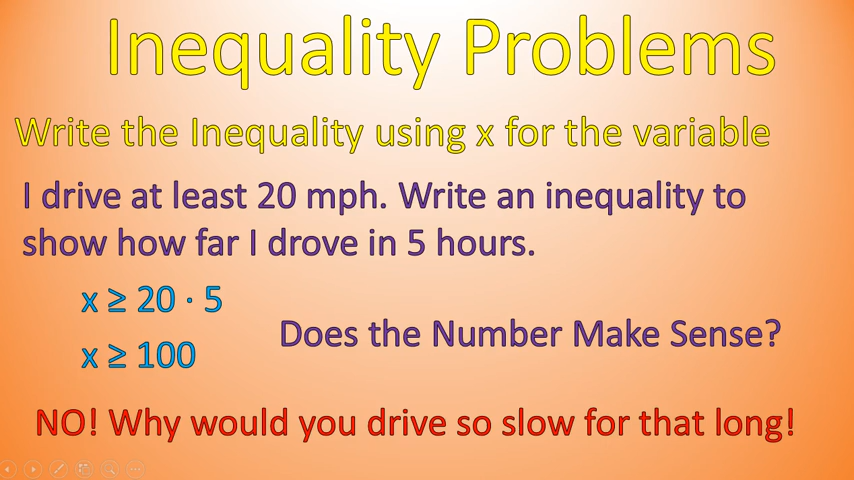 Inequality Problems
Write the Inequality using x for the variable
I drive at least 20 mph. Write an inequality to
show how far I drove in 5 hours.
x ≥ 20 · 5
x ≥ 100
Does the Number Make Sense?
NO! Why would you drive so slow for that long!